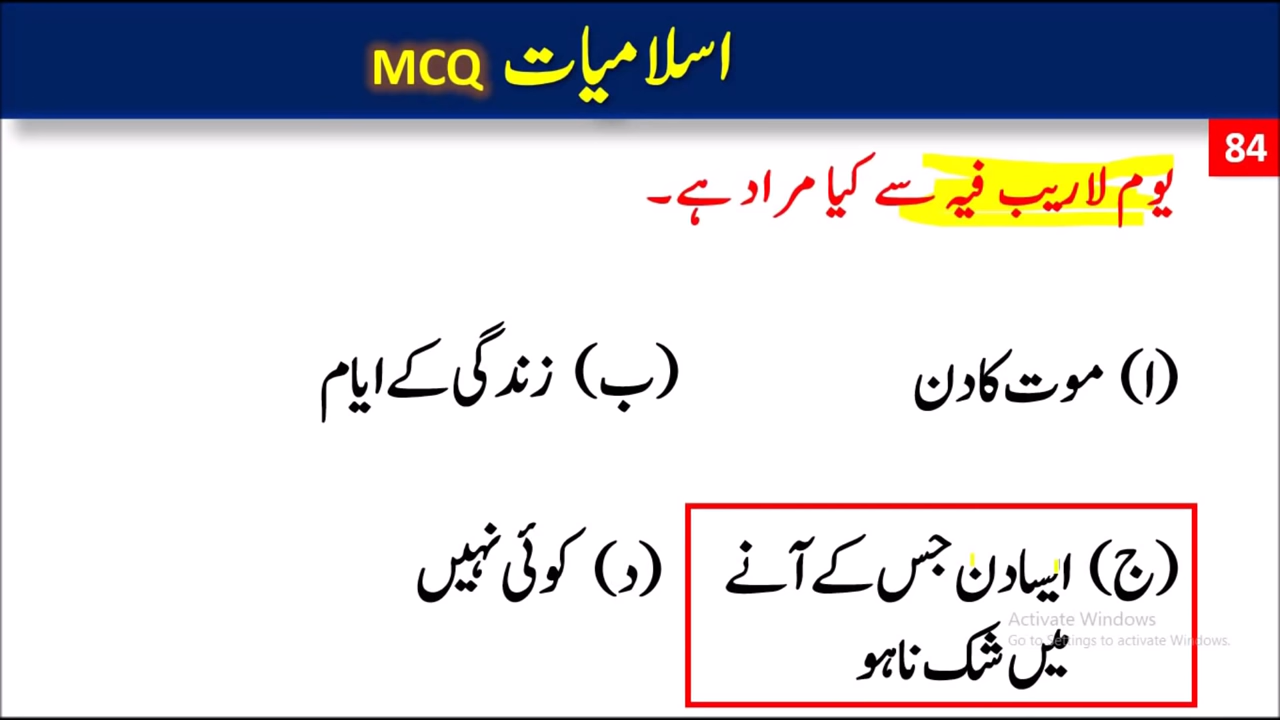 اسلامیات MCQ
84
یوم لاریب فیہ سے کیا مراد ہے۔
(ا) موت کا دن
(ب) زندگی کے ایام
(ج) ایسا دن جس کے آنے
میں شک نا ہو
(د) کوئی نہیں
Activate Windows
Go to Settings to activate Windows.